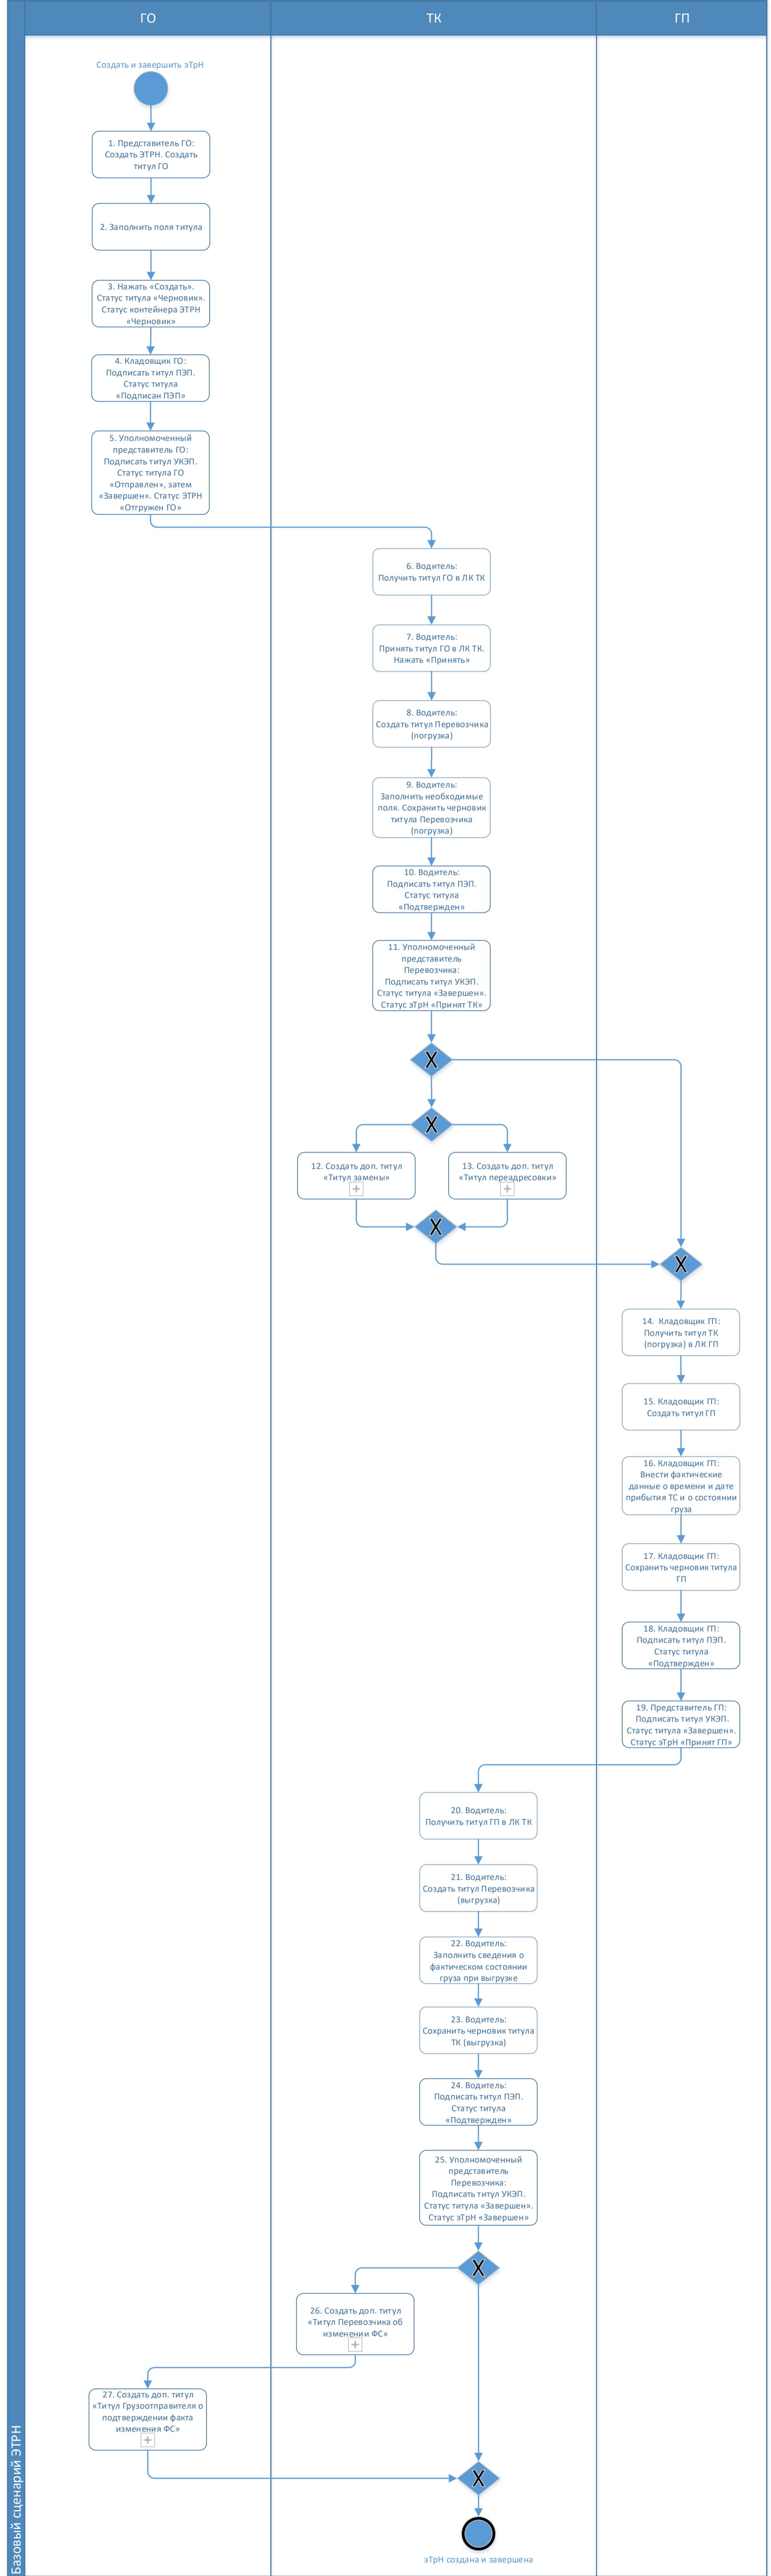 ГО
ТК
ГП
Создать и завершить эТрН
1. Представитель ГО:
Создать ЭТРН. Создать
титул ГО
2. Заполнить поля титула
3. Нажать «Создать».
Статус титула «Черновик».
Статус контейнера ЭТРН
«Черновик»
4. Кладовщик ГО:
Подписать титул ПЭП.
Статус титула
«Подписан ПЭП»
5. Уполномоченный
представитель ГО:
Подписать титул УКЭП.
Статус титула ГО
«Отправлен», затем
«Завершен». Статус ЭТРН
«Отгружен ГО»
6. Водитель:
Получить титул ГО в ЛК ТК
7. Водитель:
Принять титул ГО в ЛК ТК.
Нажать «Принять»
8. Водитель:
Создать титул Перевозчика
(погрузка)
9. Водитель:
Заполнить необходимые
поля. Сохранить черновик
титула Перевозчика
(погрузка)
10. Водитель:
Подписать титул ПЭП.
Статус титула
«Подтвержден»
11. Уполномоченный
представитель
Перевозчика:
Подписать титул УКЭП.
Статус титула «Завершен».
Статус эТрН «Принят ТК»
X
X
12. Создать доп. титул
«Титул замены»
13. Создать доп. титул
«Титул переадресовки»
X
X
14. Кладовщик ГП:
Получить титул ТК
(погрузка) в ЛК ГП
15. Кладовщик ГП:
Создать титул ГП
16. Кладовщик ГП:
Внести фактические
данные о времени и дате
прибытия ТС и о состоянии
груза
17. Кладовщик ГП:
Сохранить черновик титула
ГП
18. Кладовщик ГП:
Подписать титул ПЭП.
Статус титула
«Подтвержден»
19. Представитель ГП:
Подписать титул УКЭП.
Статус титула «Завершен».
Статус эТрН «Принят ГП»
20. Водитель:
Получить титул ГП в ЛК ТК
21. Водитель:
Создать титул Перевозчика
(выгрузка)
22. Водитель:
Заполнить сведения о
фактическом состоянии
груза при выгрузке
23. Водитель:
Сохранить черновик титула
ТК (выгрузка)
24. Водитель:
Подписать титул ПЭП.
Статус титула
«Подтвержден»
25. Уполномоченный
представитель
Перевозчика:
Подписать титул УКЭП.
Статус титула «Завершен».
Статус эТрН «Завершен»
X
26. Создать доп. титул
«Титул Перевозчика об
изменении ФС»
27. Создать доп. титул
«Титул Грузоотправителя о
подтверждении факта
изменения ФС»
X
эТрН создана и завершена
Базовый сценарий ЭТРН